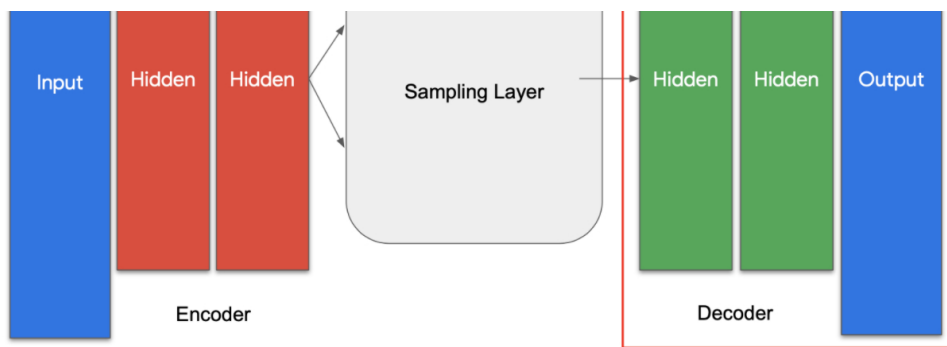 Input
Hidden
Hidden
Sampling Layer
Hidden
Hidden
Output
Encoder
Decoder